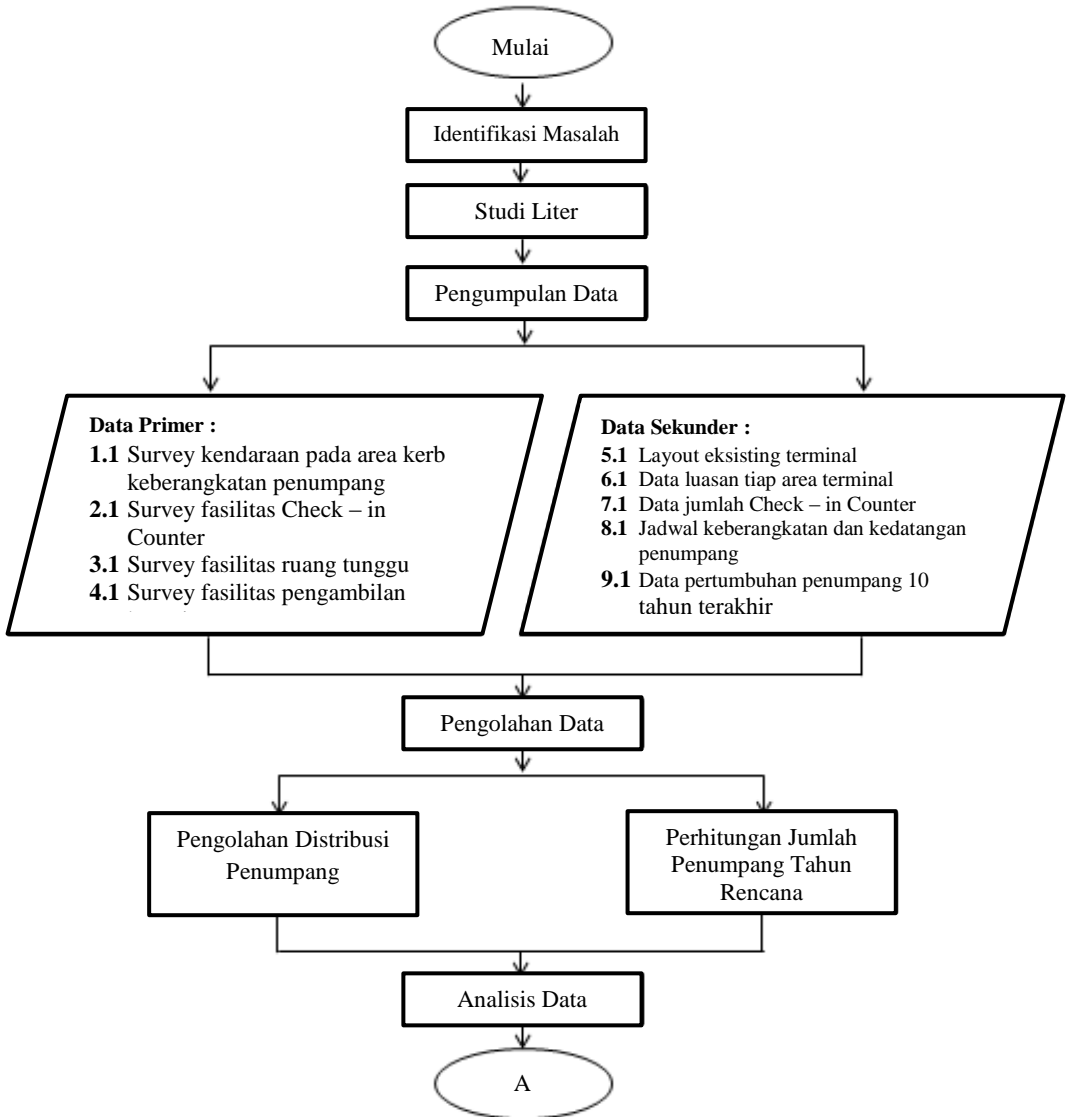 Mulai
Identifikasi Masalah
Studi Liter
Pengumpulan Data
Data Primer :
1.1 Survey kendaraan pada area kerb
keberangkatan penumpang
2.1 Survey fasilitas Check – in
Counter
3.1 Survey fasilitas ruang tunggu
4.1 Survey fasilitas pengambilan
Data Sekunder :
5.1 Layout eksisting terminal
6.1 Data luasan tiap area terminal
7.1 Data jumlah Check – in Counter
8.1 Jadwal keberangkatan dan kedatangan
penumpang
9.1 Data pertumbuhan penumpang 10
tahun terakhir
Pengolahan Data
Pengolahan Distribusi
Penumpang
Perhitungan Jumlah
Penumpang Tahun
Rencana
Analisis Data
A